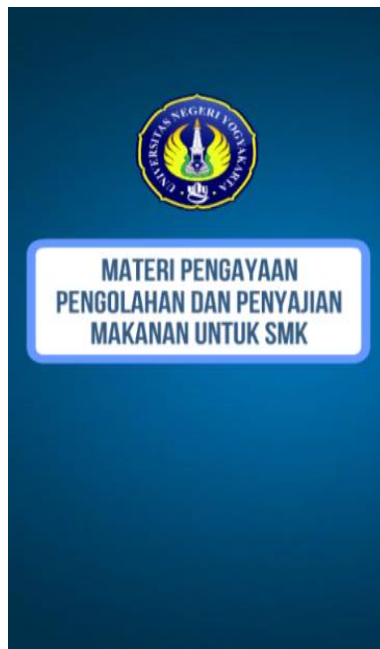 UNIVERSITAS NEGERI YOGYAKARTA
MATERI PENGAYAAN
PENGOLAHAN DAN PENYAJIAN
MAKANAN UNTUK SMK